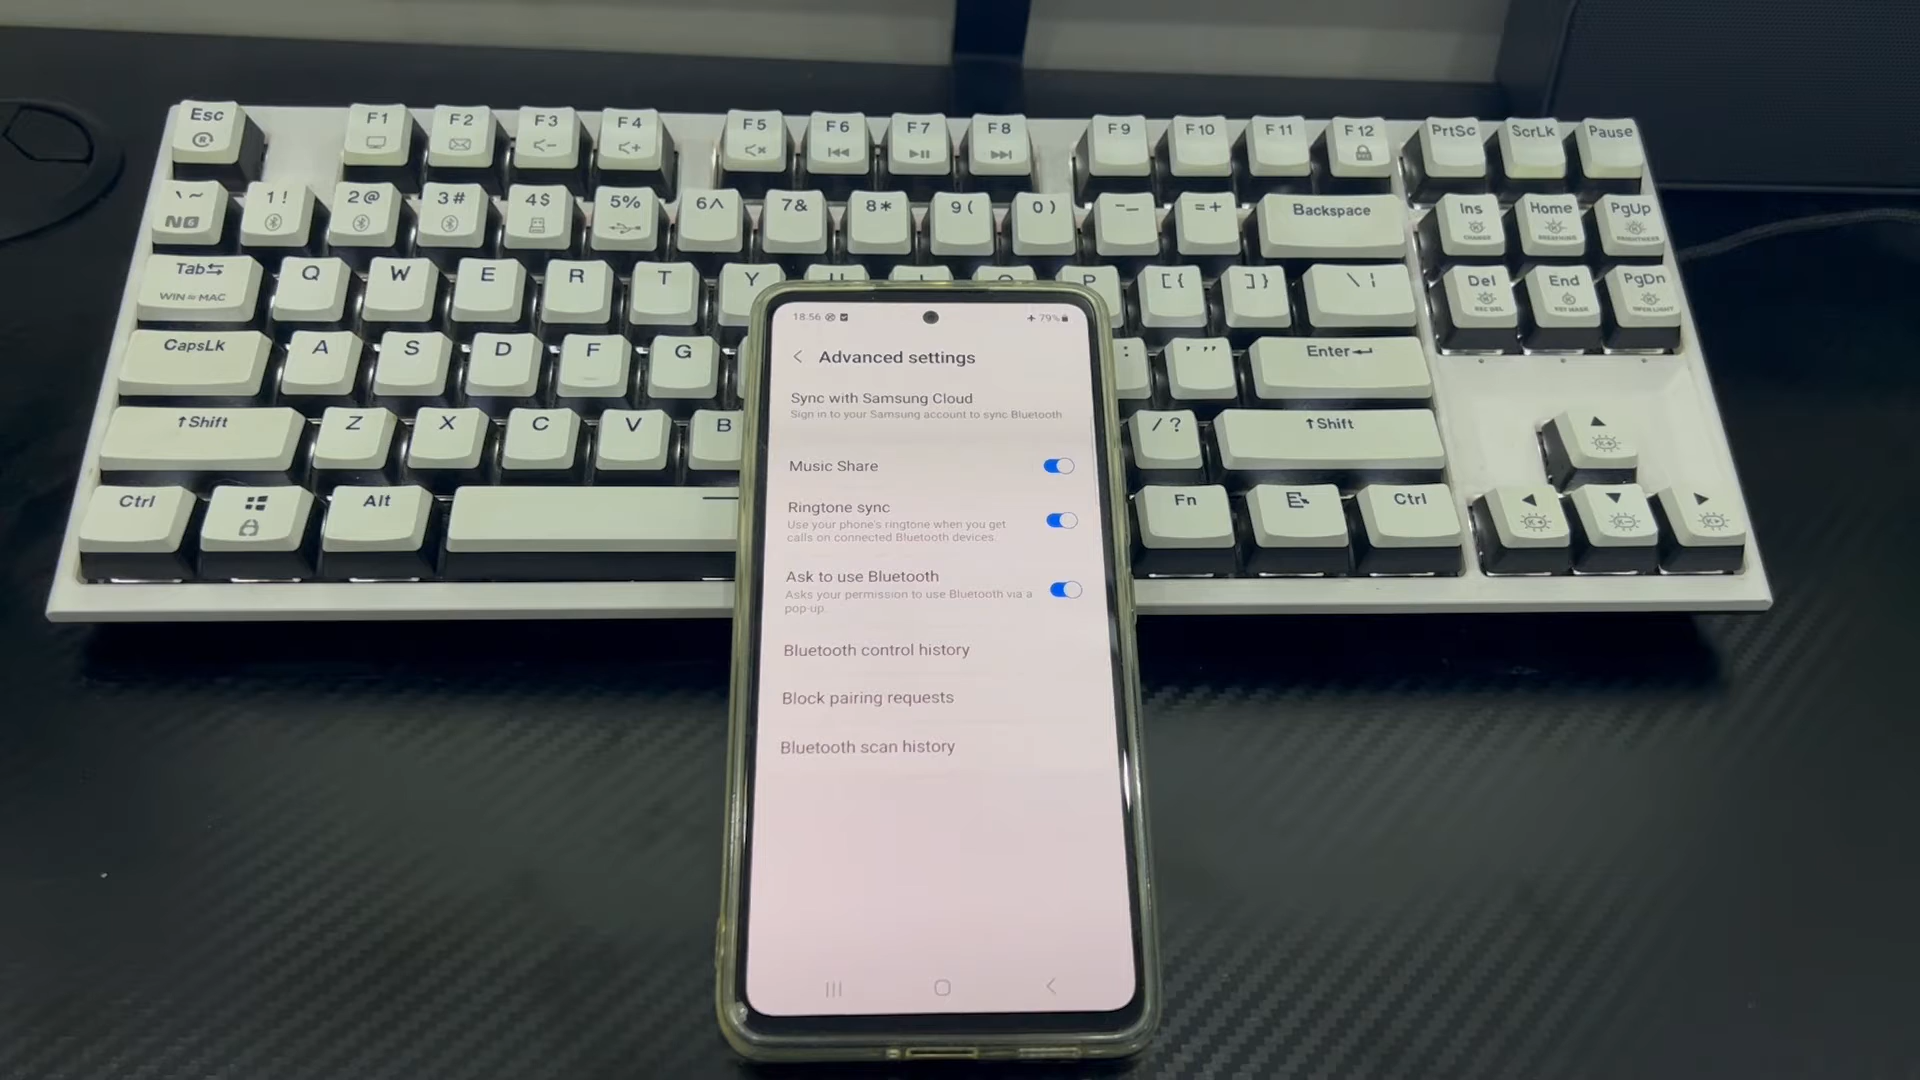 Esc F1 F2 F3 F4 F5 F6 F7 F8 F9 F10 F11 F12 PrtSc ScrLk Pause
` ~ 1 ! 2 @ 3 # 4 $ 5 % 6 ^ 7 & 8 * 9 ( 0 ) - _ = + Backspace Ins Home PgUp
Tab Q W E R T Y P [ { ] } \ | Del End PgDn
WIN MAC
CapsLk A S D F G : ' " Enter
Shift Z X C V B / ? Shift
Ctrl Alt Fn Ctrl
18.56 79%
Advanced settings
Sync with Samsung Cloud
Sign in to your Samsung account to sync Bluetooth
Music Share
Ringtone sync
Use your phone's ringtone when you get
calls on connected Bluetooth devices.
Ask to use Bluetooth
Asks your permission to use Bluetooth via a
pop-up.
Bluetooth control history
Block pairing requests
Bluetooth scan history